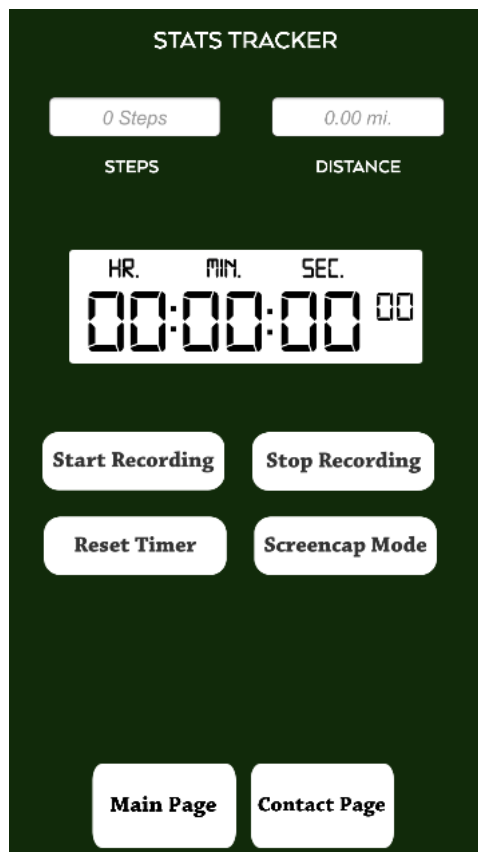 STATS TRACKER
0 Steps 0.00 mi.
STEPS DISTANCE
HR. MIN. SEC.
00:00:00 00
Start Recording Stop Recording
Reset Timer Screencap Mode
Main Page Contact Page